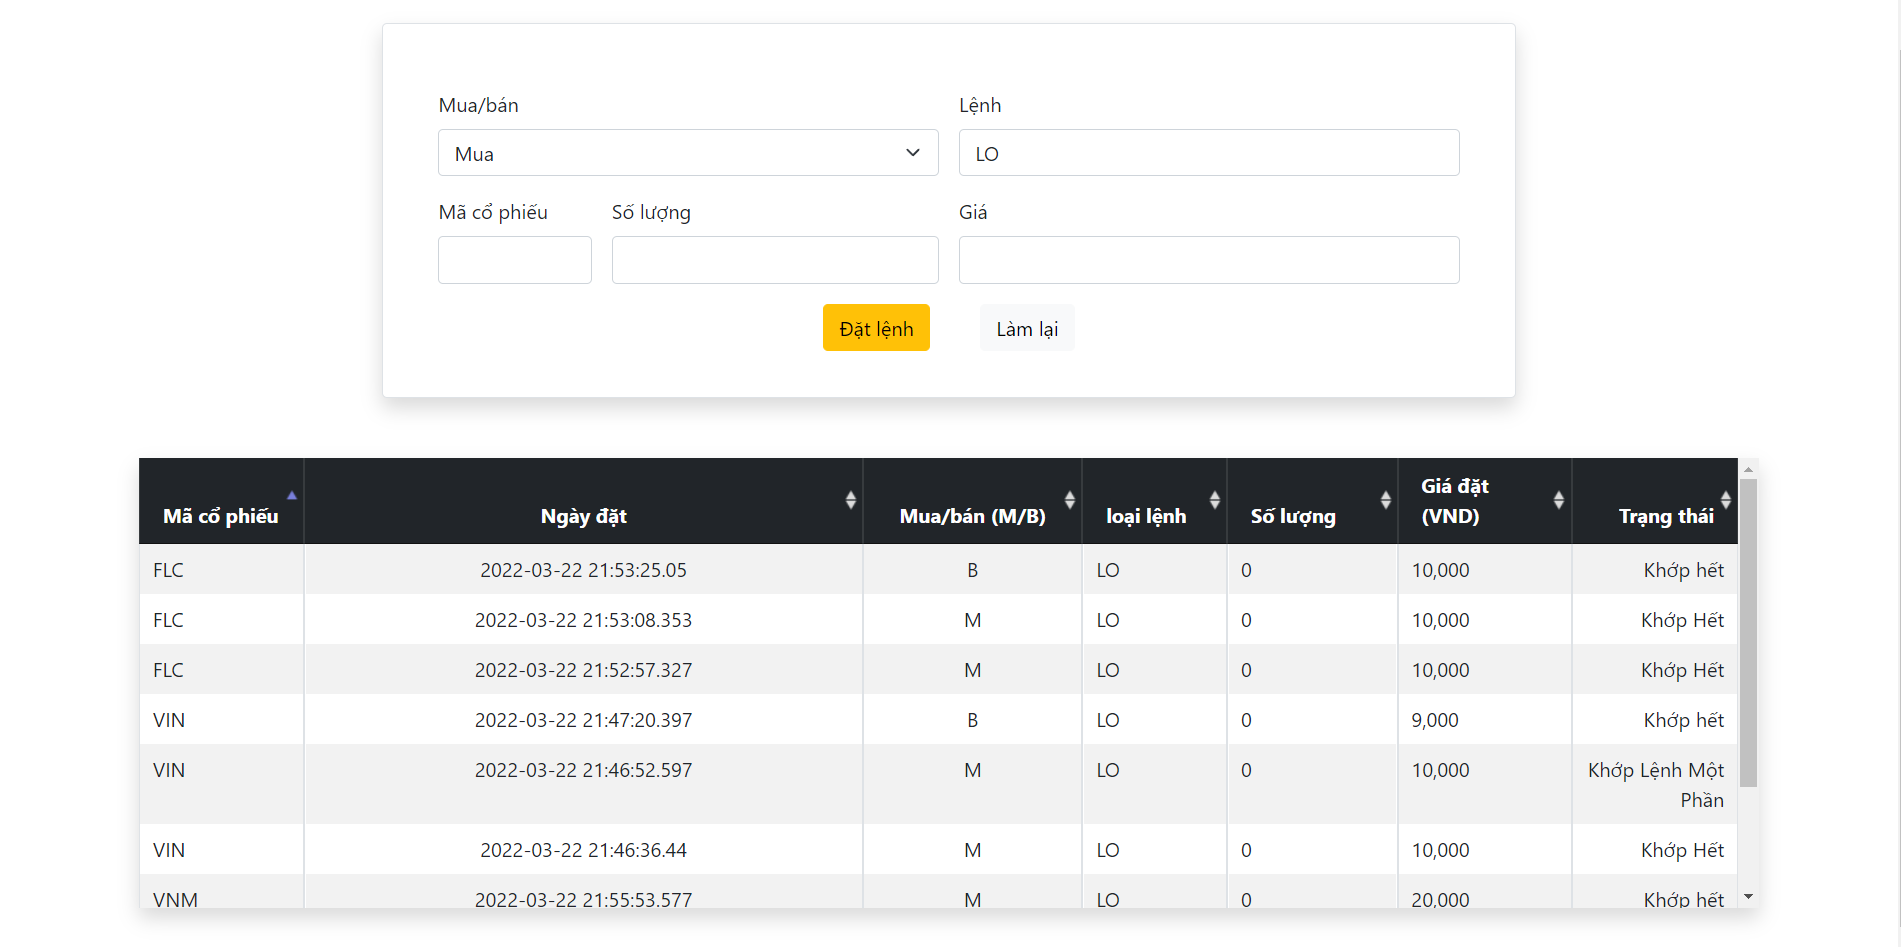 Mua/bán Lệnh
Mua LO
Mã cổ phiếu Số lượng Giá
Đặt lệnh Làm lại
Mã cổ phiếu Ngày đặt Mua/bán (M/B) loại lệnh Số lượng Giá đặt (VND) Trạng thái
FLC 2022-03-22 21:53:25.05 B LO 0 10,000 Khớp hết
FLC 2022-03-22 21:53:08.353 M LO 0 10,000 Khớp Hết
FLC 2022-03-22 21:52:57.327 M LO 0 10,000 Khớp Hết
VIN 2022-03-22 21:47:20.397 B LO 0 9,000 Khớp hết
VIN 2022-03-22 21:46:52.597 M LO 0 10,000 Khớp Lệnh Một
Phần
VIN 2022-03-22 21:46:36.44 M LO 0 10,000 Khớp Hết
VNM 2022-03-22 21:55:53.577 M LO 0 20,000 Khớp hết